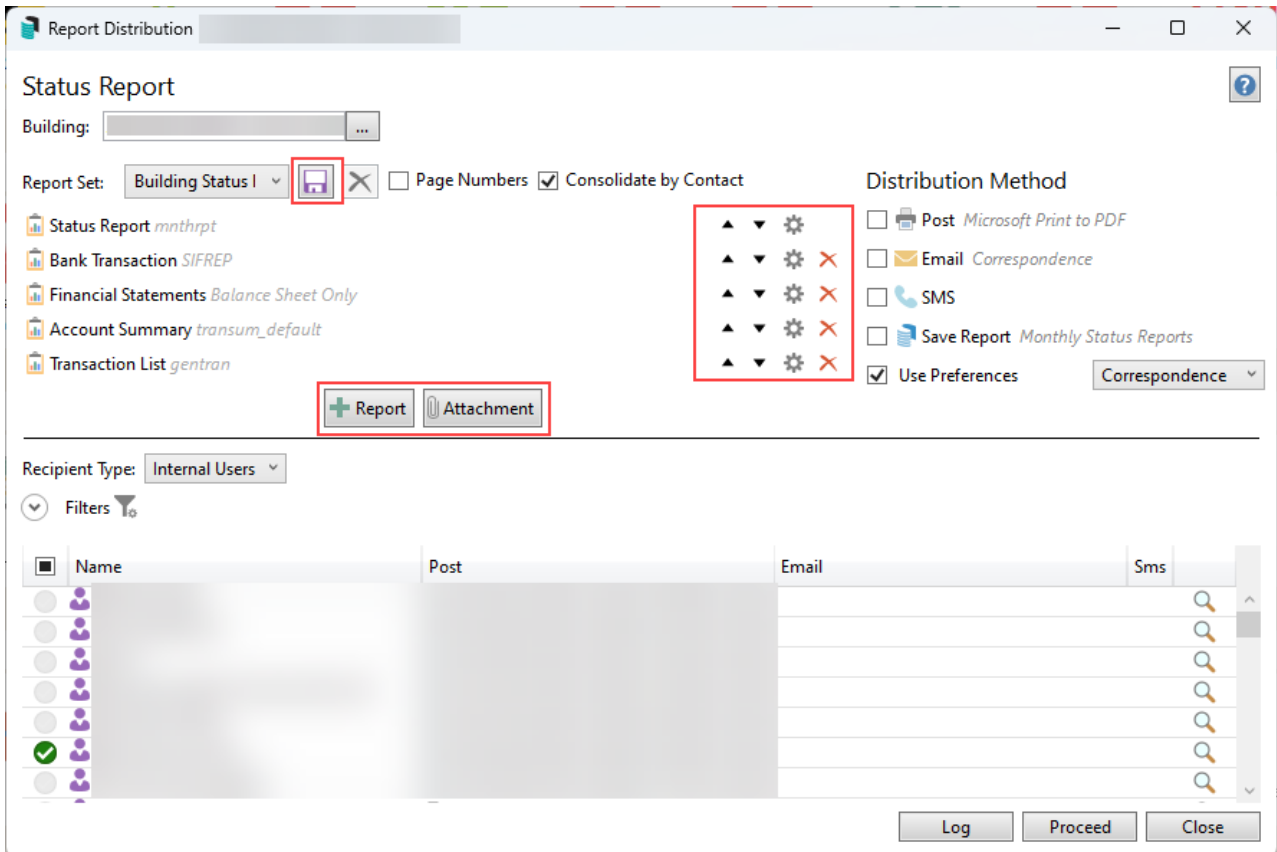 Report Distribution
Status Report
Building: ...
Report Set: Building Status Page Numbers Consolidate by Contact
Distribution Method
Status Report mnthrpt
Bank Transaction SIFREP
Financial Statements Balance Sheet Only
Account Summary transum_default
Transaction List gentran
Post Microsoft Print to PDF
Email Correspondence
SMS
Save Report Monthly Status Reports
Use Preferences Correspondence
Report Attachment
Recipient Type: Internal Users
Filters
Name Post Email Sms
Log Proceed Close